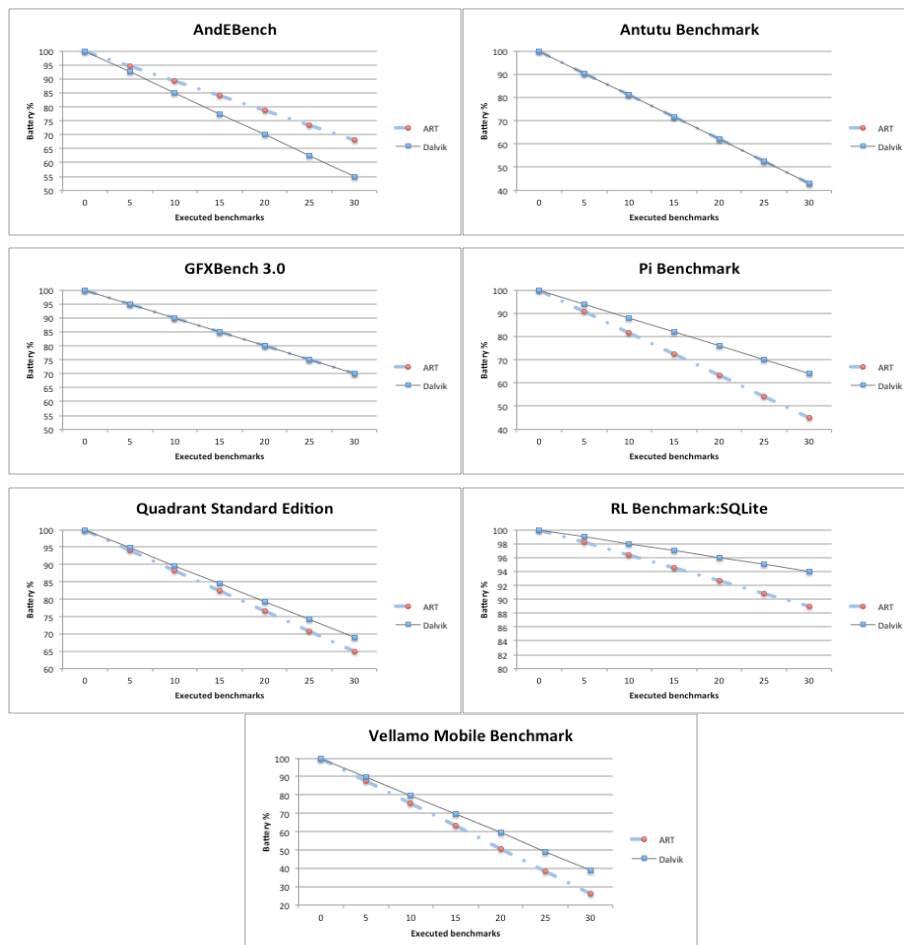 AndEBench
100
95
90
85
80
75
70
65
60
55
50
Battery %
0 5 10 15 20 25 30
Executed benchmarks
ART
Dalvik
Antutu Benchmark
100
90
80
70
60
50
40
Battery %
0 5 10 15 20 25 30
Executed benchmarks
ART
Dalvik
GFXBench 3.0
100
95
90
85
80
75
70
65
60
55
50
Battery %
0 5 10 15 20 25 30
Executed benchmarks
ART
Dalvik
Pi Benchmark
100
90
80
70
60
50
40
Battery %
0 5 10 15 20 25 30
Executed benchmarks
ART
Dalvik
Quadrant Standard Edition
100
95
90
85
80
75
70
65
60
Battery %
0 5 10 15 20 25 30
Executed benchmarks
ART
Dalvik
RL Benchmark:SQLite
100
98
96
94
92
90
88
86
84
82
80
Battery %
0 5 10 15 20 25 30
Executed benchmarks
ART
Dalvik
Vellamo Mobile Benchmark
100
90
80
70
60
50
40
30
20
Battery %
0 5 10 15 20 25 30
Executed benchmarks
ART
Dalvik